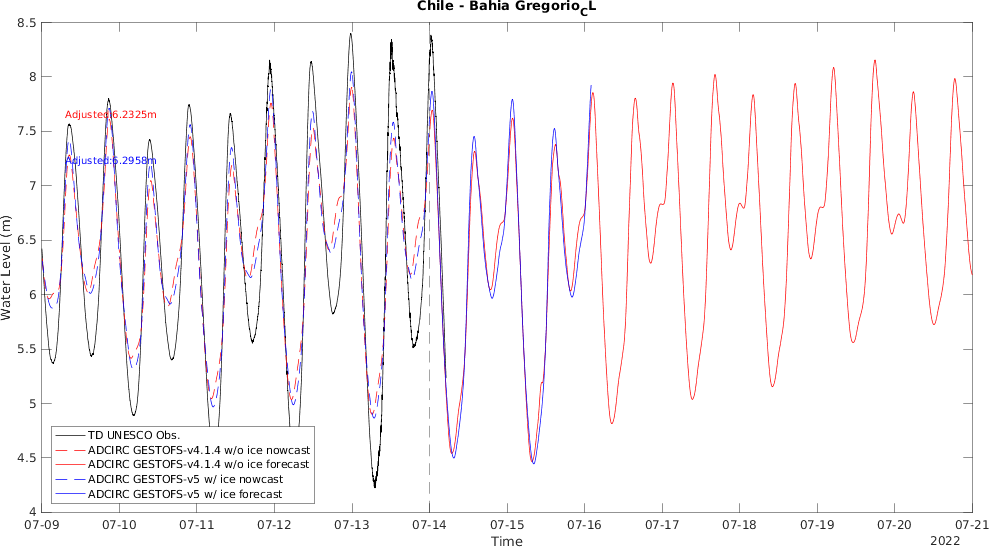 Chile - Bahia Gregorio_CL
8.5
8
7.5
7
6.5
6
5.5
5
4.5
4
Water Level (m)
Adjusted:6.2325m
Adjusted:6.2958m
TD UNESCO Obs.
ADCIRC GESTOFS-v4.1.4 w/o ice nowcast
ADCIRC GESTOFS-v4.1.4 w/o ice forecast
ADCIRC GESTOFS-v5 w/ ice nowcast
ADCIRC GESTOFS-v5 w/ ice forecast
07-09 07-10 07-11 07-12 07-13 07-14 07-15 07-16 07-17 07-18 07-19 07-20 07-21
Time
2022